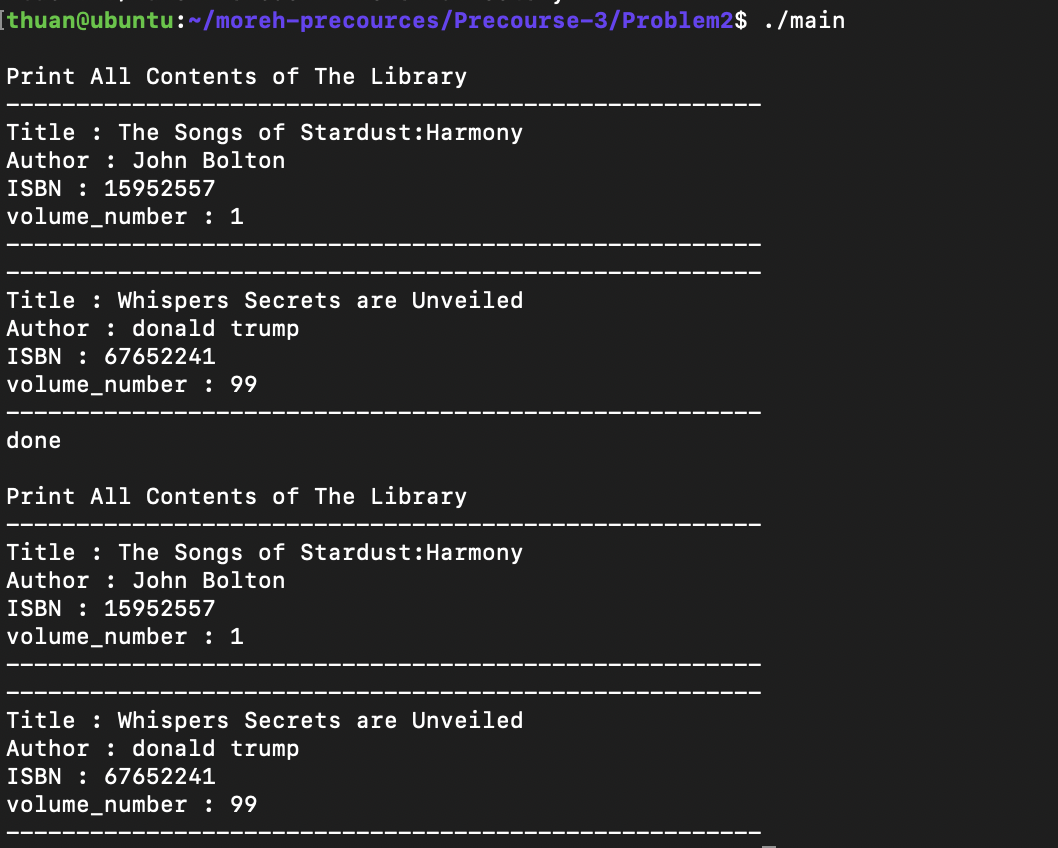 thuan@ubuntu:~/moreh-precources/Precourse-3/Problem2$ ./main
Print All Contents of The Library
------------------------------------------------------
Title : The Songs of Stardust:Harmony
Author : John Bolton
ISBN : 15952557
volume_number : 1
------------------------------------------------------
------------------------------------------------------
Title : Whispers Secrets are Unveiled
Author : donald trump
ISBN : 67652241
volume_number : 99
------------------------------------------------------
done
Print All Contents of The Library
------------------------------------------------------
Title : The Songs of Stardust:Harmony
Author : John Bolton
ISBN : 15952557
volume_number : 1
------------------------------------------------------
------------------------------------------------------
Title : Whispers Secrets are Unveiled
Author : donald trump
ISBN : 67652241
volume_number : 99
------------------------------------------------------